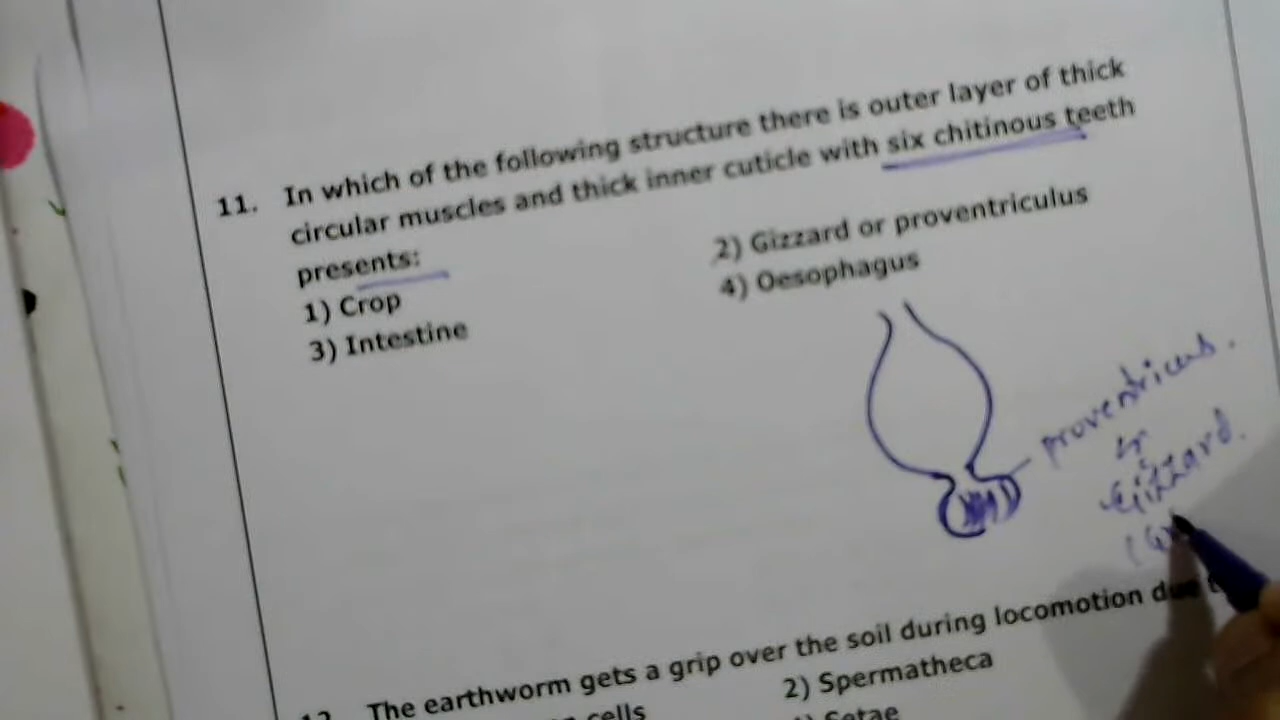 11. In which of the following structure there is outer layer of thick
circular muscles and thick inner cuticle with six chitinous teeth
presents:
1) Crop
2) Gizzard or proventriculus
3) Intestine
4) Oesophagus
proventricus.
Gizzard.
The earthworm gets a grip over the soil during locomotion
cells
2) Spermatheca
Setae